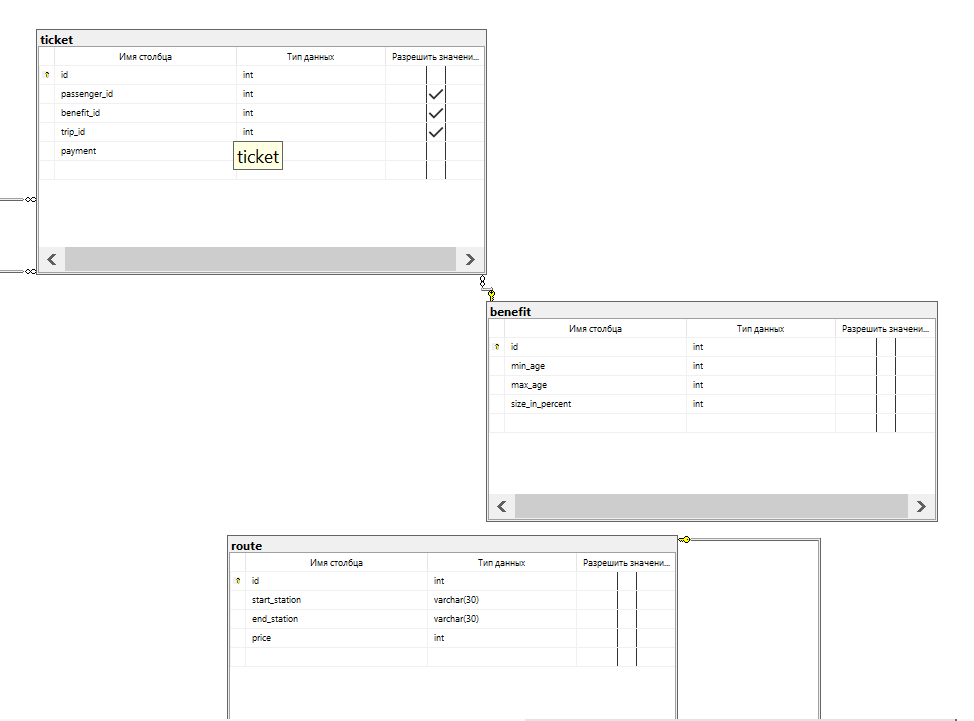 ticket
Имя столбца Тип данных Разрешить значени...
id int
passenger_id int
benefit_id int
trip_id int
payment
ticket
benefit
Имя столбца Тип данных Разрешить значени...
id int
min_age int
max_age int
size_in_percent int
route
Имя столбца Тип данных Разрешить значени...
id int
start_station varchar(30)
end_station varchar(30)
price int